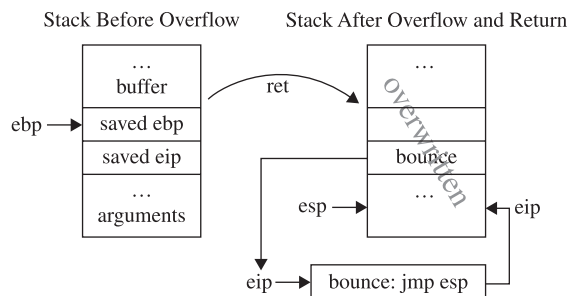 Stack Before Overflow
Stack After Overflow and Return
...
buffer
ebp
saved ebp
saved eip
...
arguments
ret
...
overwritten
bounce
...
esp
eip
eip
bounce: jmp esp